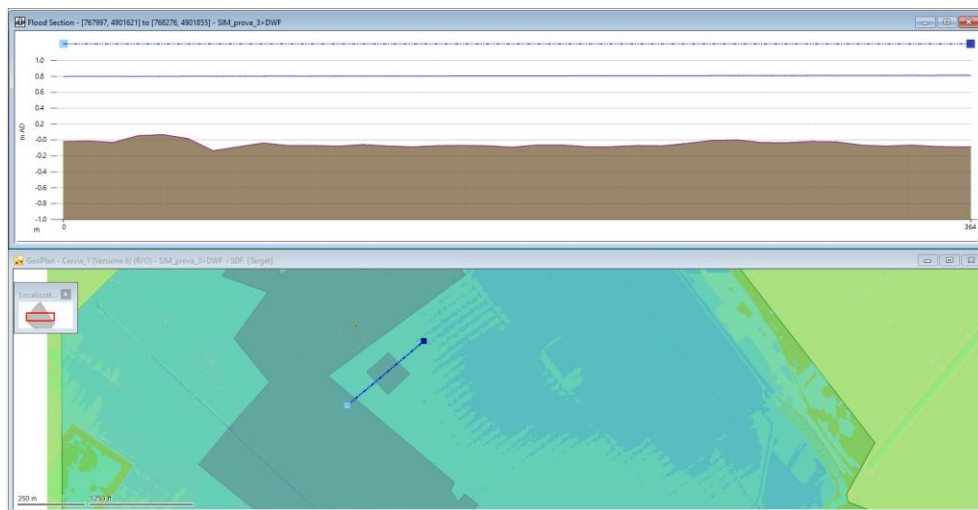 Flood Section - [767997, 4901621] to [768276, 4901855] - SIM_prova_3>DWF
1.0
0.8
0.6
0.4
0.2
-0.0
-0.2
-0.4
-0.6
-0.8
-1.0
m AD
m
0
364
GeoPlan - Cervia_1 (Versione 6) (R/O) - SIM_prova_3>DWF : SDF [Target]
Localizzat...
250 m
1250 ft